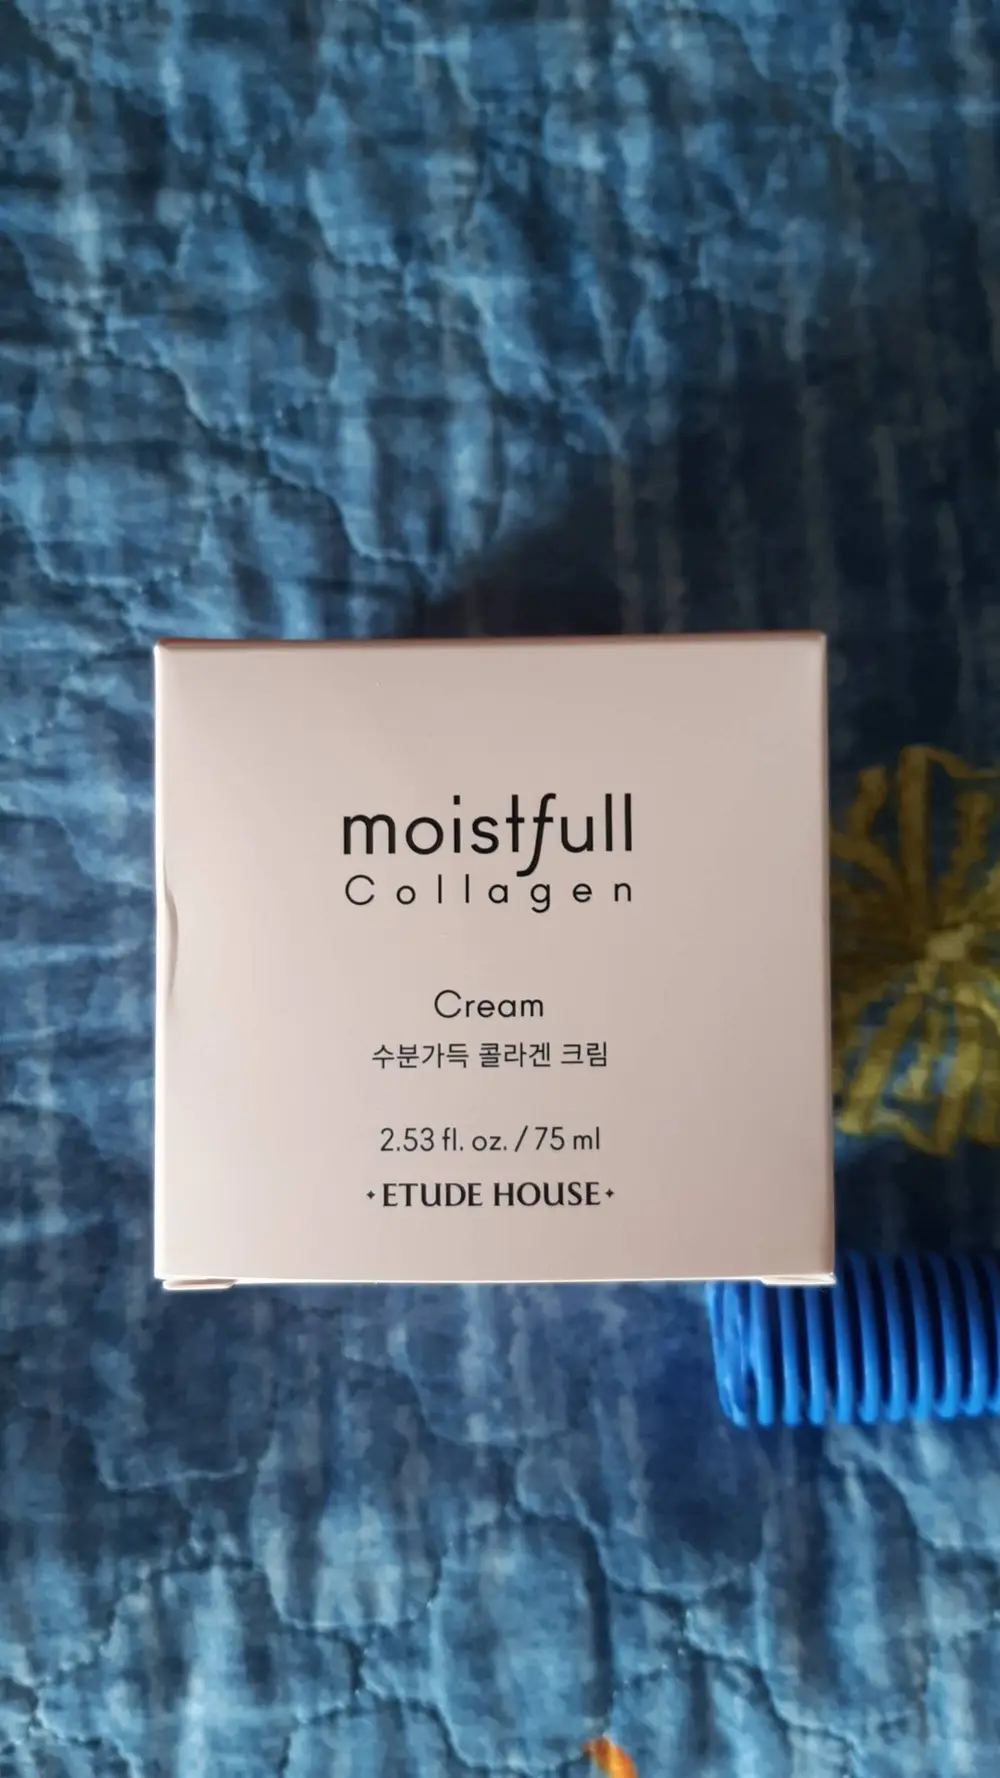 moistfull
Collagen
Cream
수분가득 콜라겐 크림
2.53 fl. oz. / 75 ml
ETUDE HOUSE